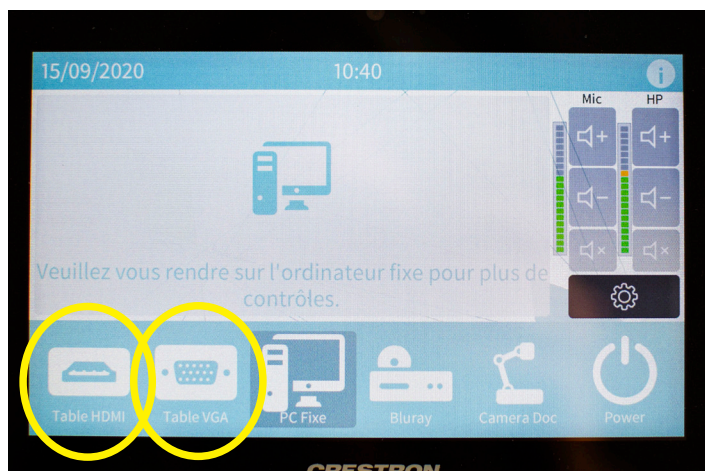 15/09/2020 10:40 i
Mic HP
Veuillez vous rendre sur l'ordinateur fixe pour plus de
contrôles.
Table HDMI Table VGA PC Fixe Bluray Camera Doc Power
CRESTRON